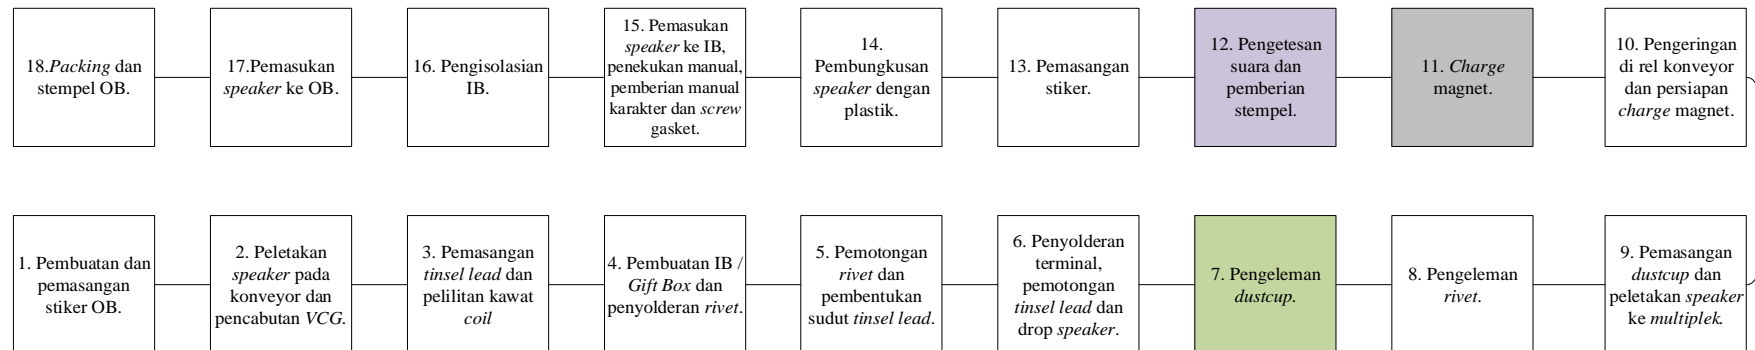 18.Packing dan
stempel OB.
17.Pemasukan
speaker ke OB.
16. Pengisolasian
IB.
15. Pemasukan
speaker ke IB,
penekukan manual,
pemberian manual
karakter dan screw
gasket.
14.
Pembungkusan
speaker dengan
plastik.
13. Pemasangan
stiker.
12. Pengetesan
suara dan
pemberian
stempel.
11. Charge
magnet.
10. Pengeringan
di rel konveyor
dan persiapan
charge magnet.
1. Pembuatan dan
pemasangan
stiker OB.
2. Peletakan
speaker pada
konveyor dan
pencabutan VCG.
3. Pemasangan
tinsel lead dan
pelilitan kawat
coil
4. Pembuatan IB /
Gift Box dan
penyolderan rivet.
5. Pemotongan
rivet dan
pembentukan
sudut tinsel lead.
6. Penyolderan
terminal,
pemotongan
tinsel lead dan
drop speaker.
7. Pengeleman
dustcup.
8. Pengeleman
rivet.
9. Pemasangan
dustcup dan
peletakan speaker
ke multiplek.